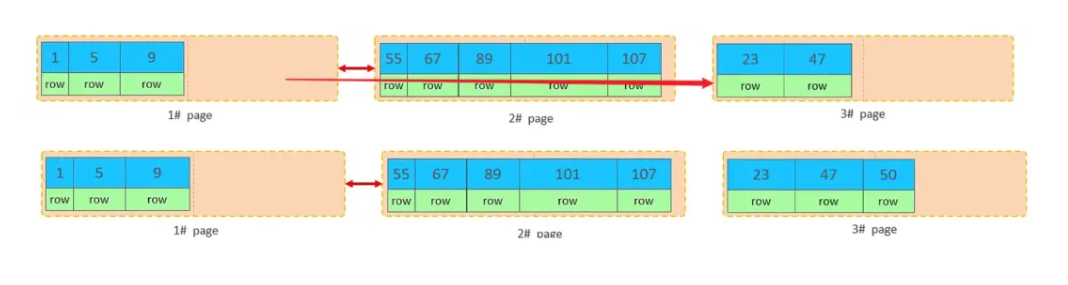 1 5 9
row row row
1# page
55 67 89 101 107
row row row row row
2# page
23 47
row row
3# page
1 5 9
row row row
1# page
55 67 89 101 107
row row row row row
2# page
23 47 50
row row row
3# page